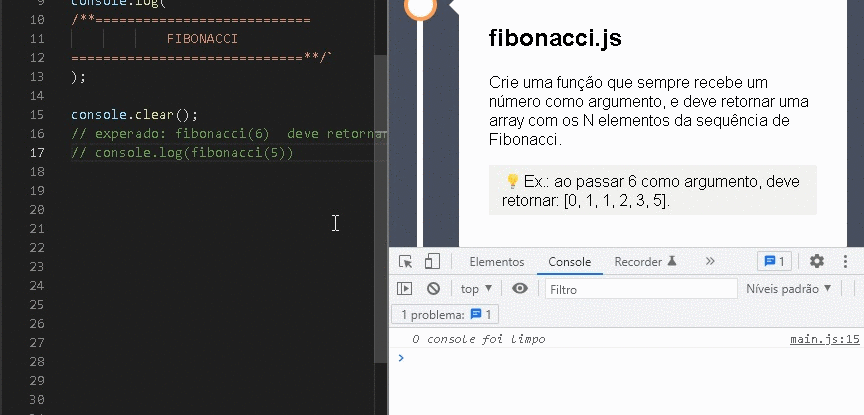 9 console.log(`
10 /**===========================
11 FIBONACCI
12 =============================**/`
13 );
14
15 console.clear();
16 // experado: fibonacci(6) deve retornar
17 // console.log(fibonacci(5))
18
19
20
21
22
23
24
25
26
27
28
29
30
fibonacci.js
Crie uma função que sempre recebe um
número como argumento, e deve retornar uma
array com os N elementos da sequência de
Fibonacci.
💡Ex.: ao passar 6 como argumento, deve
retornar: [0, 1, 1, 2, 3, 5].
Elementos Console Recorder » 1
top ▼ Filtro Níveis padrão ▼
1 problema: 1
O console foi limpo main.js:15
>